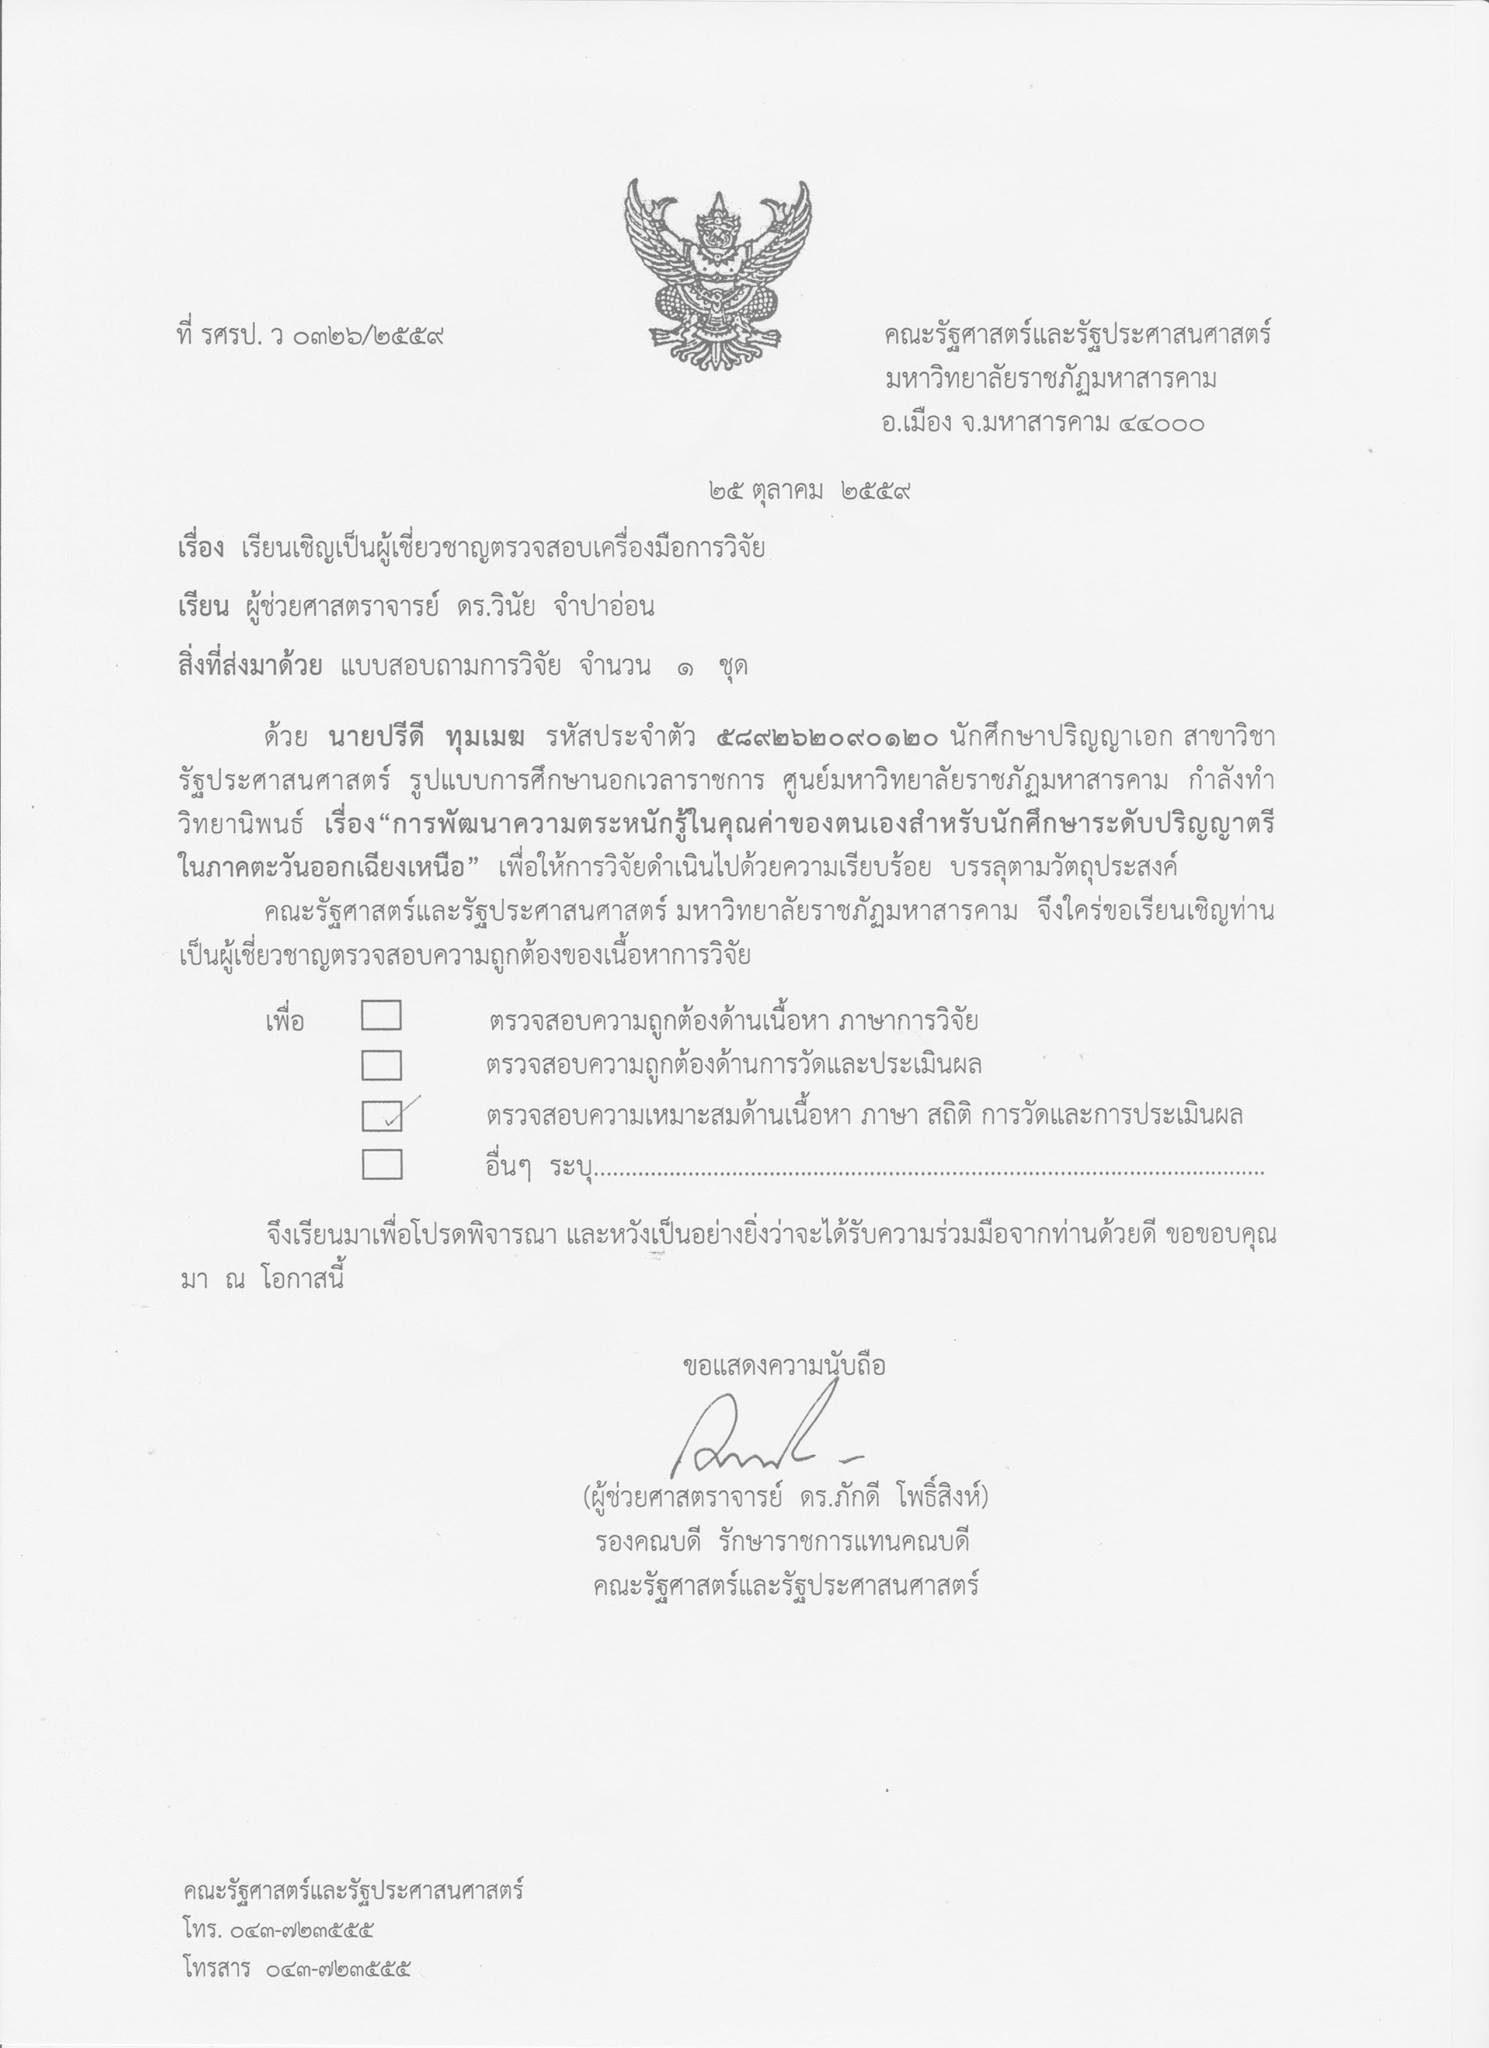 ที่ รศรป. ว ๐๓๒๖/๒๕๕๙
คณะรัฐศาสตร์และรัฐประศาสนศาสตร์
มหาวิทยาลัยราชภัฏมหาสารคาม
อ.เมือง จ.มหาสารคาม ๔๔๐๐๐
๒๕ ตุลาคม ๒๕๕๙
เรื่อง เรียนเชิญเป็นผู้เชี่ยวชาญตรวจสอบเครื่องมือการวิจัย
เรียน ผู้ช่วยศาสตราจารย์ ดร.วินัย จำปาอ่อน
สิ่งที่ส่งมาด้วย แบบสอบถามการวิจัย จำนวน ๑ ชุด
ด้วย นายปรีดี ทุมเมฆ รหัสประจำตัว ๕๘๙๒๖๒๐๙๐๑๒๐ นักศึกษาปริญญาเอก สาขาวิชา
รัฐประศาสนศาสตร์ รูปแบบการศึกษานอกเวลาราชการ ศูนย์มหาวิทยาลัยราชภัฏมหาสารคาม กำลังทำ
วิทยานิพนธ์ เรื่อง“การพัฒนาความตระหนักรู้ในคุณค่าของตนเองสำหรับนักศึกษาระดับปริญญาตรี
ในภาคตะวันออกเฉียงเหนือ” เพื่อให้การวิจัยดำเนินไปด้วยความเรียบร้อย บรรลุตามวัตถุประสงค์
คณะรัฐศาสตร์และรัฐประศาสนศาสตร์ มหาวิทยาลัยราชภัฏมหาสารคาม จึงใคร่ขอเรียนเชิญท่าน
เป็นผู้เชี่ยวชาญตรวจสอบความถูกต้องของเนื้อหาการวิจัย
เพื่อ ตรวจสอบความถูกต้องด้านเนื้อหา ภาษาการวิจัย
ตรวจสอบความถูกต้องด้านการวัดและประเมินผล
ตรวจสอบความเหมาะสมด้านเนื้อหา ภาษา สถิติ การวัดและการประเมินผล
อื่นๆ ระบุ..........................................................................................................
จึงเรียนมาเพื่อโปรดพิจารณา และหวังเป็นอย่างยิ่งว่าจะได้รับความร่วมมือจากท่านด้วยดี ขอขอบคุณ
มา ณ โอกาสนี้
ขอแสดงความนับถือ
(ผู้ช่วยศาสตราจารย์ ดร.ภักดี โพธิ์สิงห์)
รองคณบดี รักษาราชการแทนคณบดี
คณะรัฐศาสตร์และรัฐประศาสนศาสตร์
คณะรัฐศาสตร์และรัฐประศาสนศาสตร์
โทร. ๐๔๓-๗๒๓๕๕๕
โทรสาร ๐๔๓-๗๒๓๕๕๕